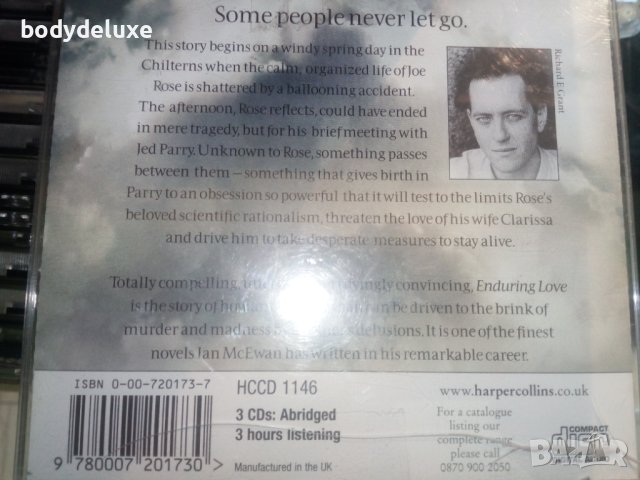 bodydeluxe
Some people never let go.
This story begins on a windy spring day in the
Chilterns when the calm, organized life of Joe
Rose is shattered by a ballooning accident.
The afternoon, Rose reflects, could have ended
in mere tragedy, but for his brief meeting with
Jed Parry. Unknown to Rose, something passes
between them – something that gives birth in
Parry to an obsession so powerful that it will test to the limits Rose's
beloved scientific rationalism, threaten the love of his wife Clarissa
and drive him to take desperate measures to stay alive.
Richard E Grant
Totally compelling, convincing, Enduring Love
is the story of be driven to the brink of
murder and madness delusions. It is one of the finest
novels Ian McEwan has written in his remarkable career.
ISBN 0-00-720173-7
9 780007 201730 >
HCCD 1146
3 CDs: Abridged
3 hours listening
Manufactured in the UK
www.harpercollins.co.uk
For a catalogue
listing our
complete range
please call
0870 900 2050
COMPACT
bazar